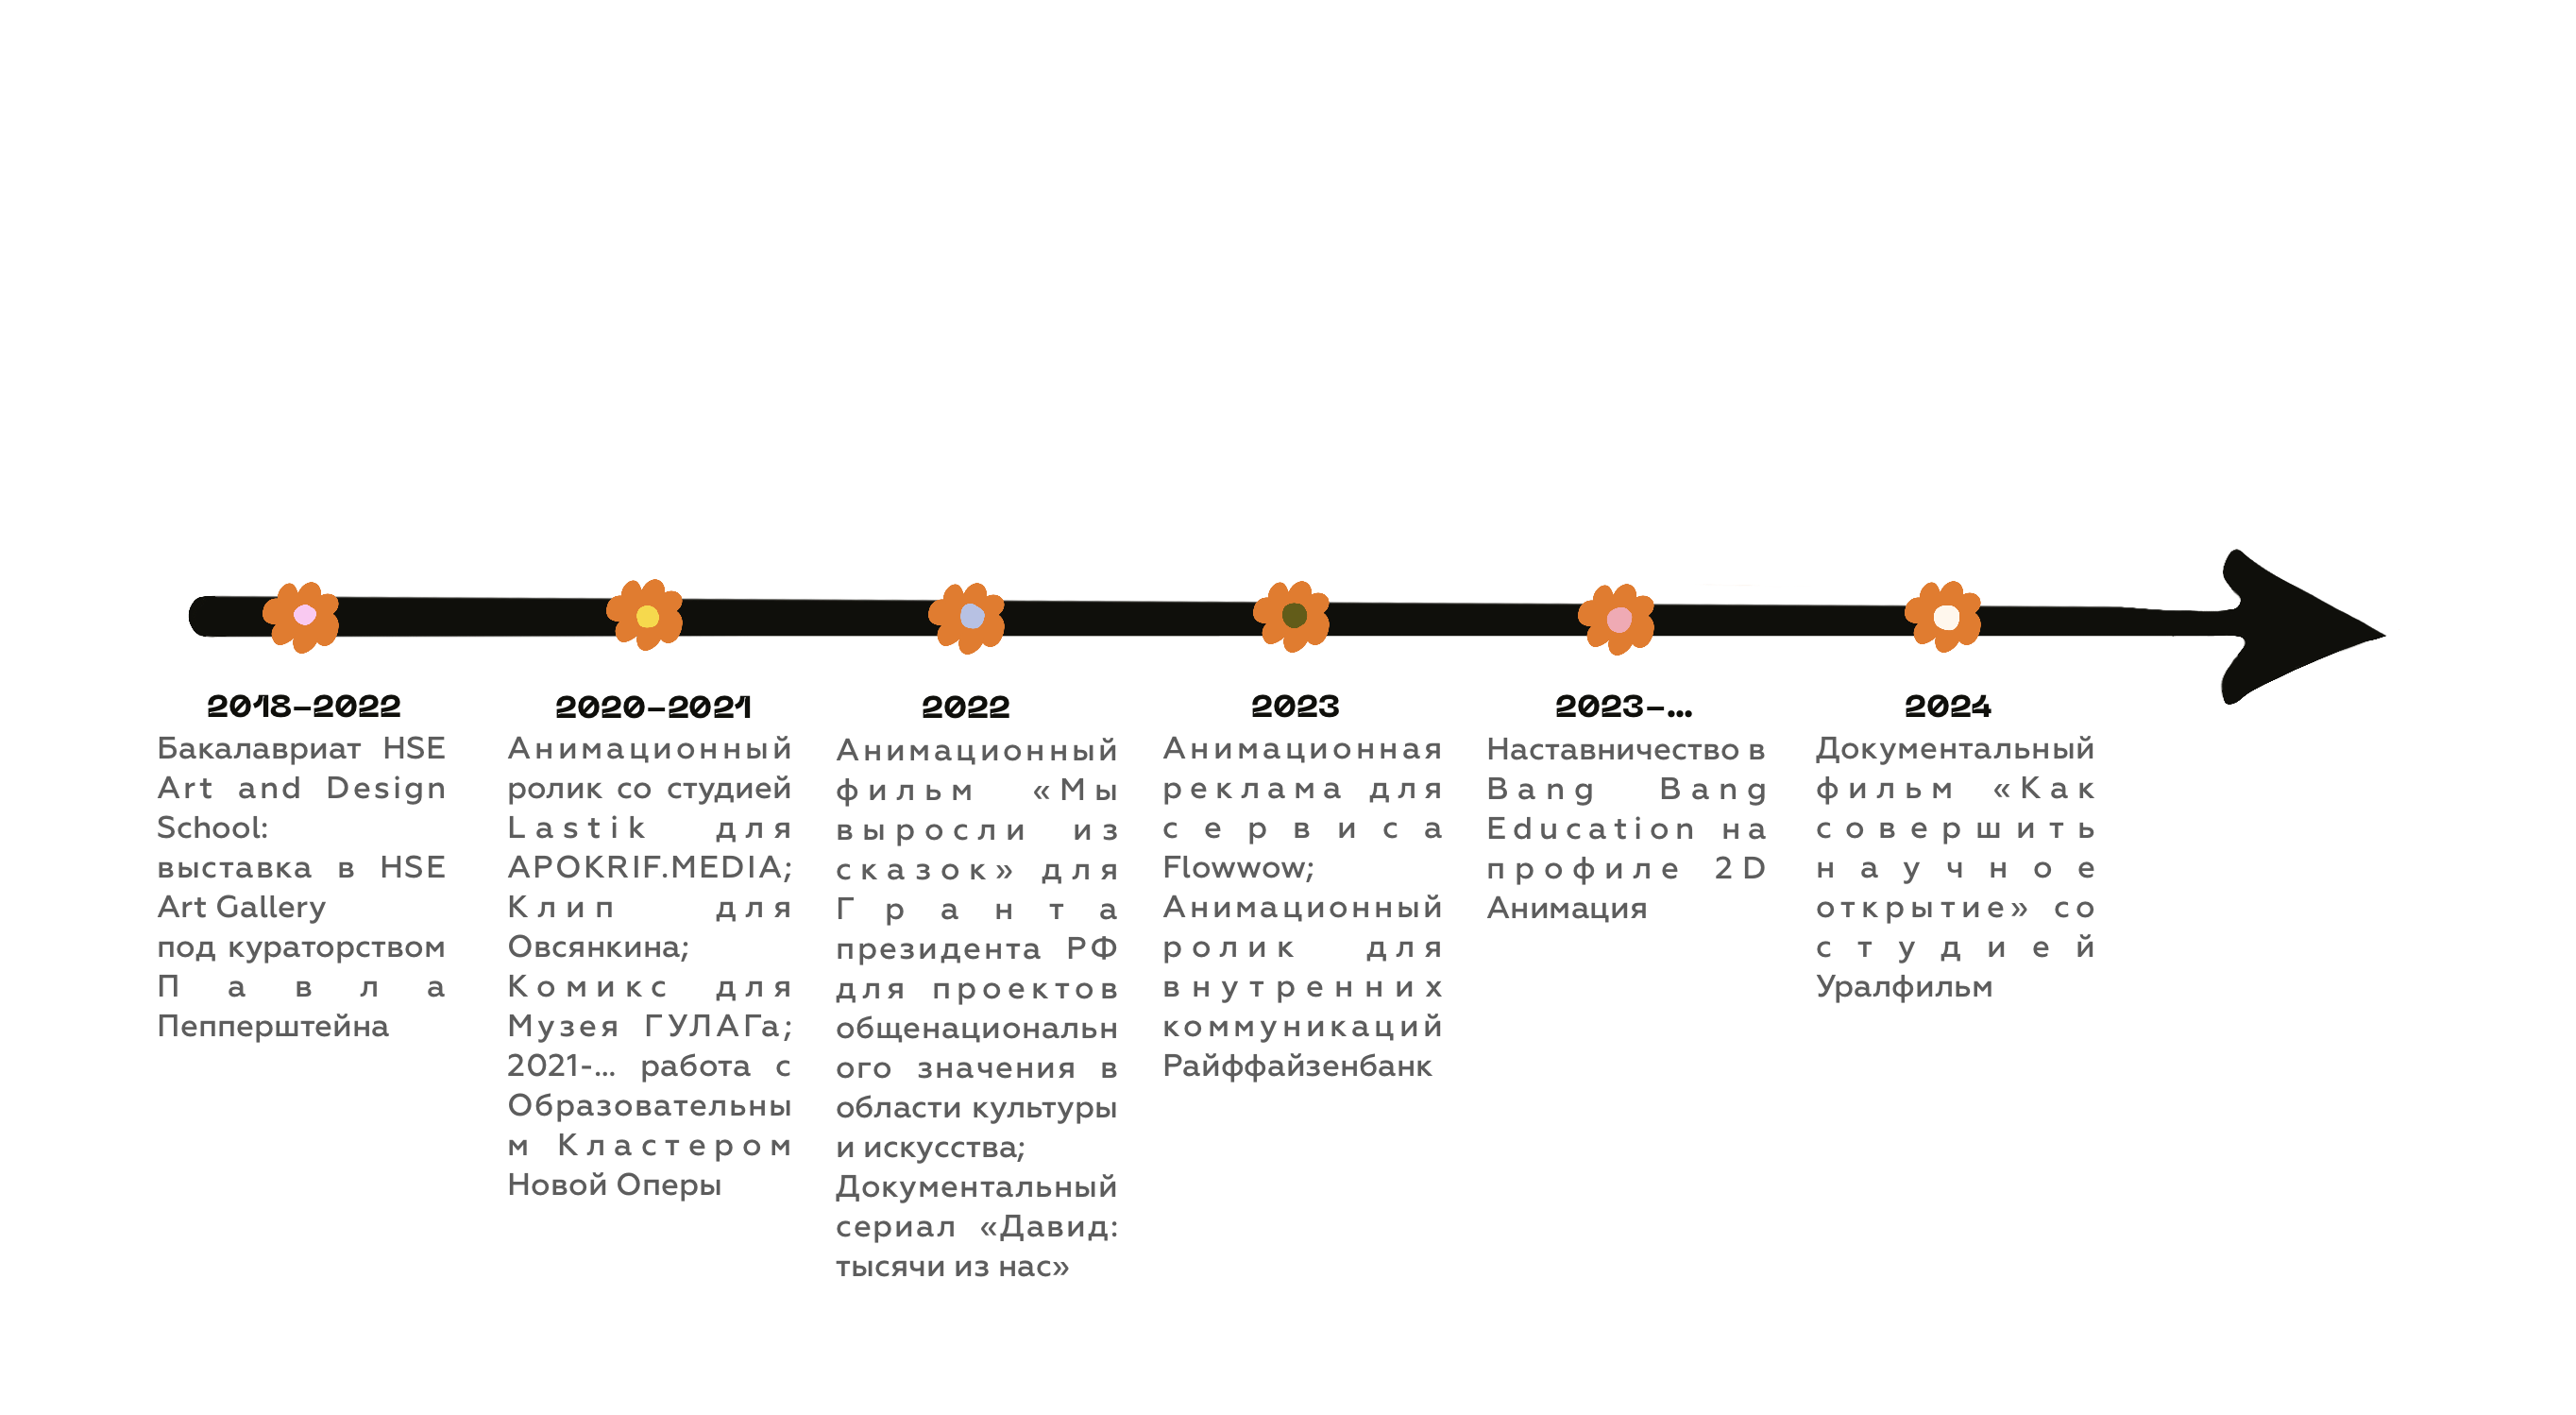 2018-2022
Бакалавриат HSE
Art and Design
School:
выставка в HSE
Art Gallery
под кураторством
Павла
Пепперштейна
2020-2021
Анимационный
ролик со студией
Lastik для
APOKRIF.MEDIA;
Клип для
Овсянкина;
Комикс для
Музея ГУЛАГа;
2021-... работа с
Образовательны
м Кластером
Новой Оперы
2022
Анимационный
фильм «Мы
выросли из
сказок» для
Гранта
президента РФ
для проектов
общенациональн
ого значения в
области культуры
и искусства;
Документальный
сериал «Давид:
тысячи из нас»
2023
Анимационная
реклама для
сервиса
Flowwow;
Анимационный
ролик для
внутренних
коммуникаций
Райффайзенбанк
2023-...
Наставничество в
Bang Bang
Education на
профиле 2D
Анимация
2024
Документальный
фильм «Как
совершить
научное
открытие» со
студией
Уралфильм